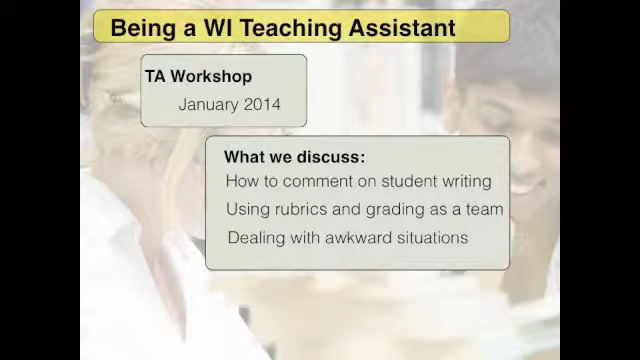 Being a WI Teaching Assistant
TA Workshop
January 2014
What we discuss:
How to comment on student writing
Using rubrics and grading as a team
Dealing with awkward situations